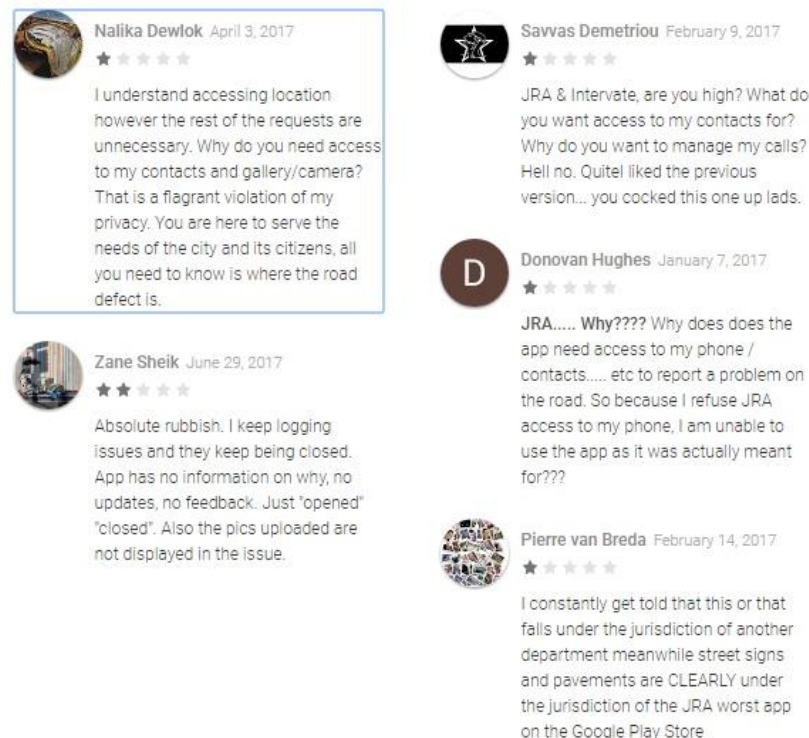 Nalika Dewlok April 3, 2017
I understand accessing location
however the rest of the requests are
unnecessary. Why do you need access
to my contacts and gallery/camera?
That is a flagrant violation of my
privacy. You are here to serve the
needs of the city and its citizens, all
you need to know is where the road
defect is.
Zane Sheik June 29, 2017
Absolute rubbish. I keep logging
issues and they keep being closed.
App has no information on why, no
updates, no feedback. Just "opened"
"closed". Also the pics uploaded are
not displayed in the issue.
Savvas Demetriou February 9, 2017
JRA & Intervate, are you high? What do
you want access to my contacts for?
Why do you want to manage my calls?
Hell no. Quitel liked the previous
version... you cocked this one up lads.
D
Donovan Hughes January 7, 2017
JRA..... Why???? Why does does the
app need access to my phone /
contacts..... etc to report a problem on
the road. So because I refuse JRA
access to my phone, I am unable to
use the app as it was actually meant
for???
Pierre van Breda February 14, 2017
I constantly get told that this or that
falls under the jurisdiction of another
department meanwhile street signs
and pavements are CLEARLY under
the jurisdiction of the JRA worst app
on the Google Play Store